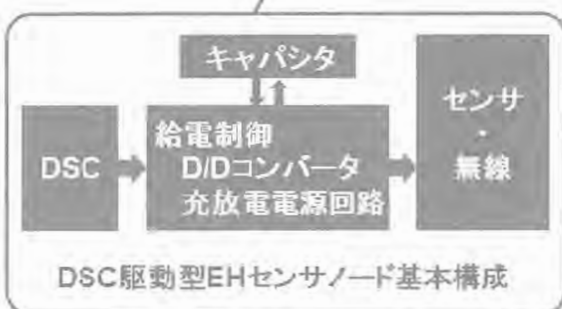 キャパシタ
DSC
給電制御
D/Dコンバータ
充放電電源回路
センサ
・
無線
DSC駆動型EHセンサノード基本構成